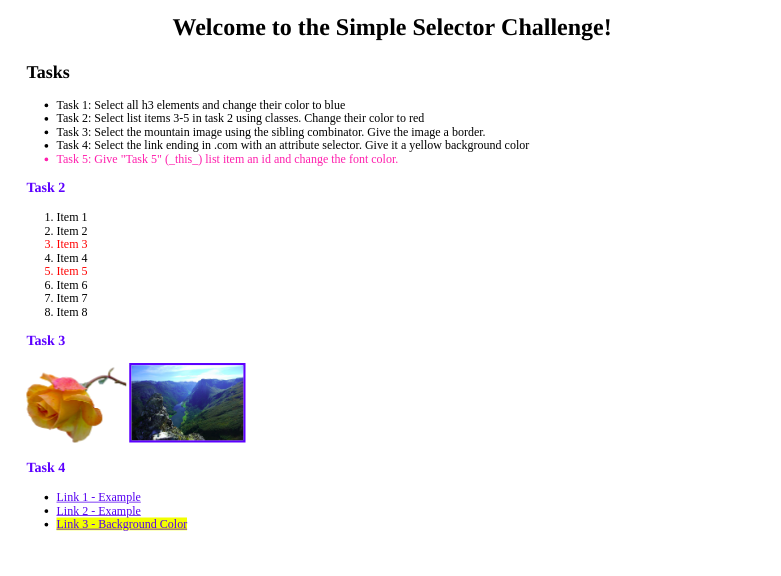 Welcome to the Simple Selector Challenge!
Tasks
• Task 1: Select all h3 elements and change their color to blue
• Task 2: Select list items 3-5 in task 2 using classes. Change their color to red
• Task 3: Select the mountain image using the sibling combinator. Give the image a border.
• Task 4: Select the link ending in .com with an attribute selector. Give it a yellow background color
• Task 5: Give "Task 5" (_this_) list item an id and change the font color.
Task 2
1. Item 1
2. Item 2
3. Item 3
4. Item 4
5. Item 5
6. Item 6
7. Item 7
8. Item 8
Task 3
Task 4
• Link 1 - Example
• Link 2 - Example
• Link 3 - Background Color